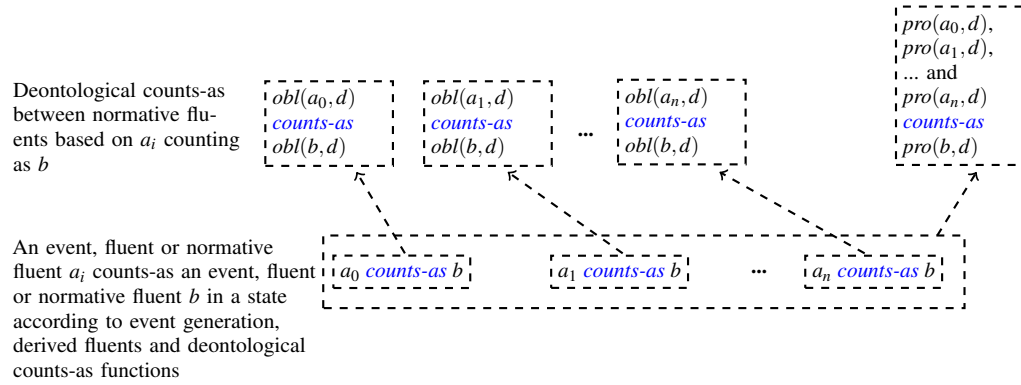 Deontological counts-as
between normative flu-
ents based on a_i counting
as b
obl(a_0, d)
counts-as
obl(b, d)
obl(a_1, d)
counts-as
obl(b, d)
...
obl(a_n, d)
counts-as
obl(b, d)
pro(a_0, d),
pro(a_1, d),
... and
pro(a_n, d)
counts-as
pro(b, d)
An event, fluent or normative
fluent a_i counts-as an event, fluent
or normative fluent b in a state
according to event generation,
derived fluents and deontological
counts-as functions
a_0 counts-as b
a_1 counts-as b
...
a_n counts-as b